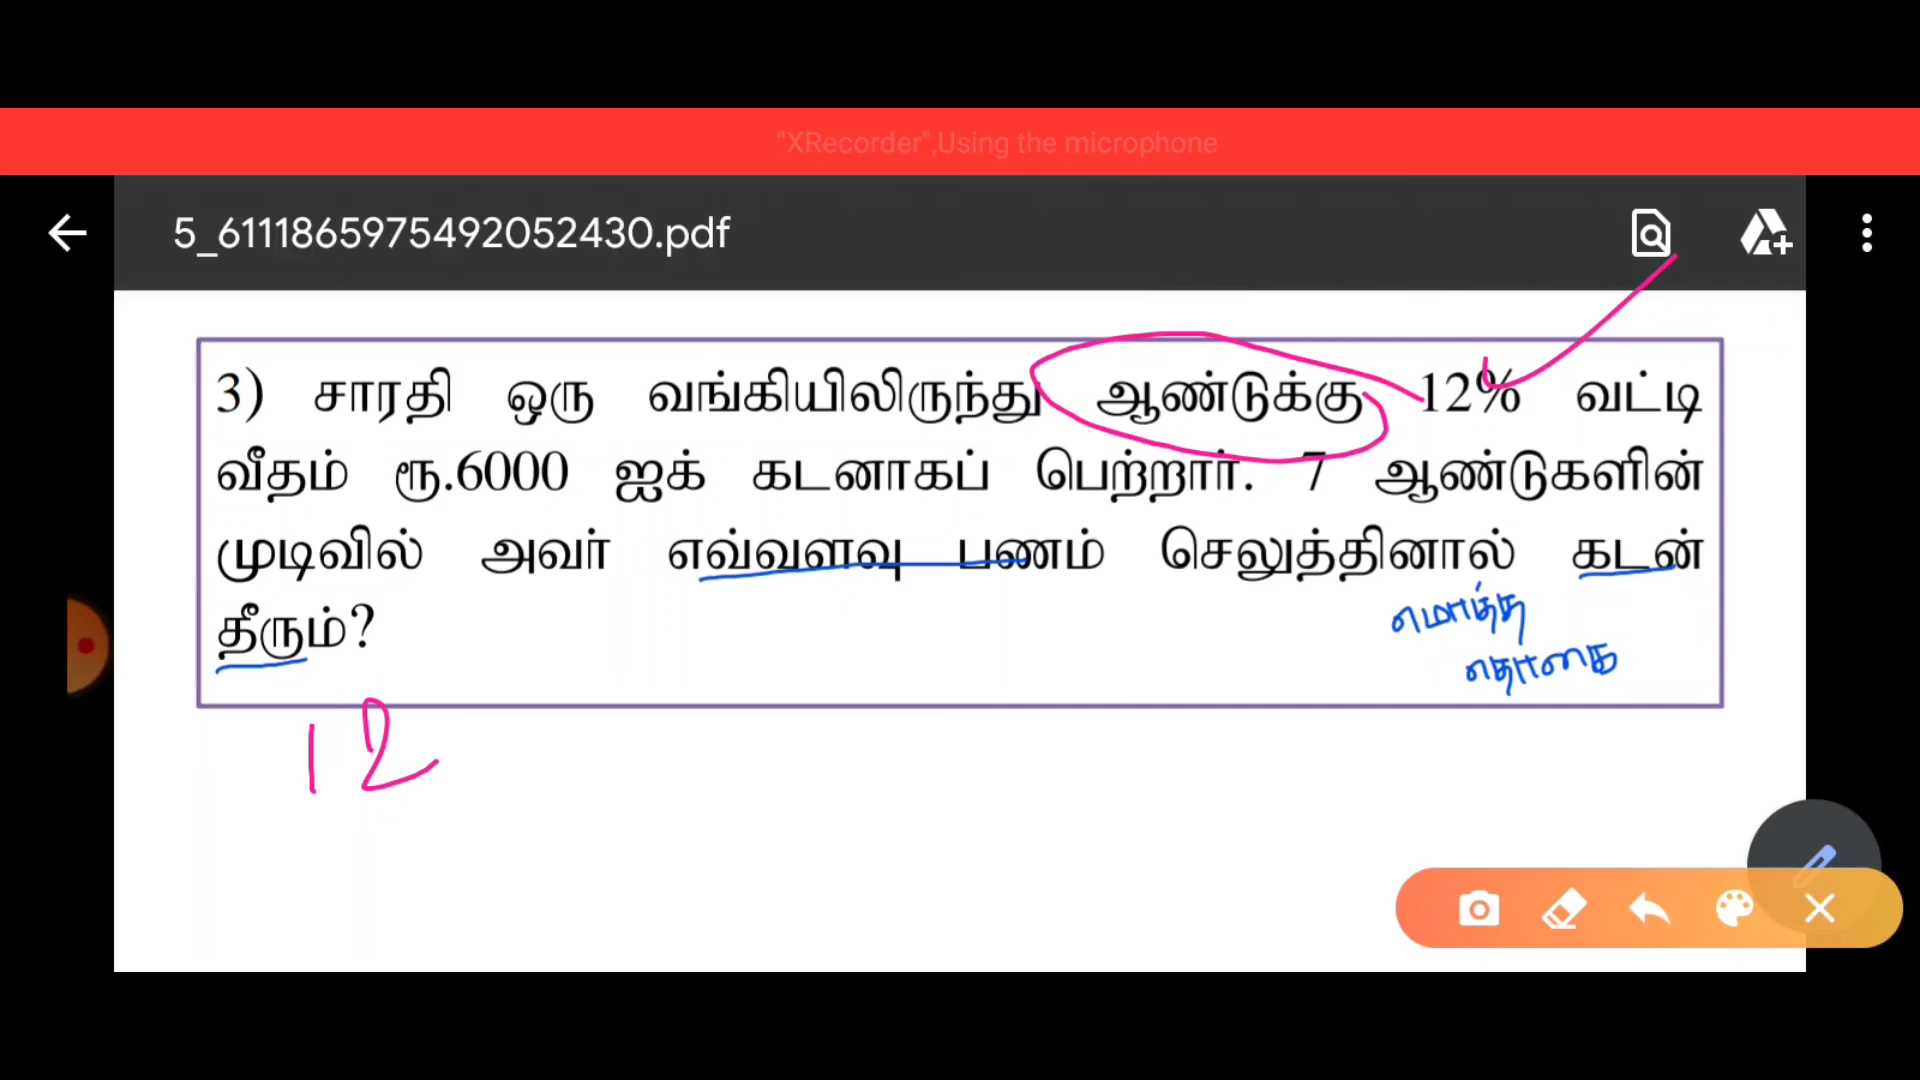 "XRecorder",Using the microphone
5_6111865975492052430.pdf
3) சாரதி ஒரு வங்கியிலிருந்து ஆண்டுக்கு 12% வட்டி
வீதம் ரூ.6000 ஐக் கடனாகப் பெற்றார். 7 ஆண்டுகளின்
முடிவில் அவர் எவ்வளவு பணம் செலுத்தினால் கடன்
தீரும்?
மொத்த
தொகை
12